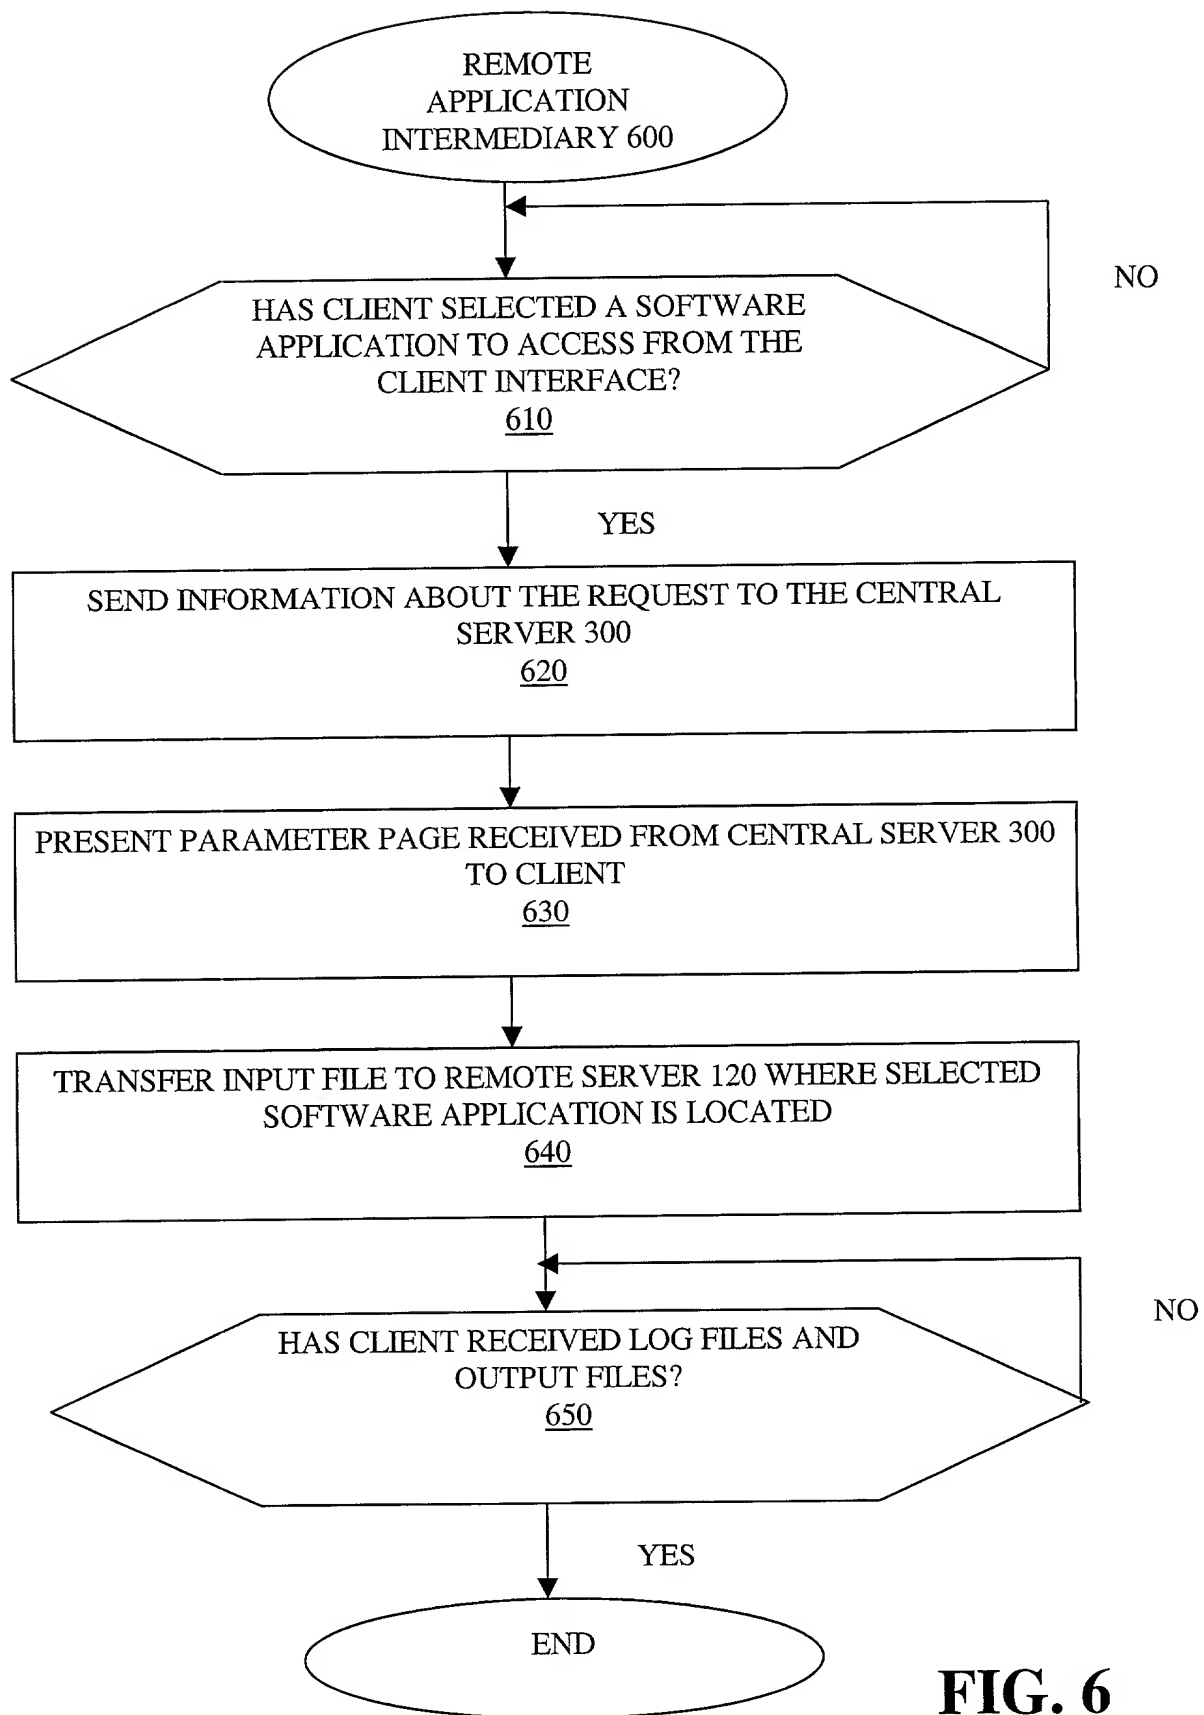 REMOTE
APPLICATION
INTERMEDIARY 600
NO
HAS CLIENT SELECTED A SOFTWARE
APPLICATION TO ACCESS FROM THE
CLIENT INTERFACE?
610
YES
SEND INFORMATION ABOUT THE REQUEST TO THE CENTRAL
SERVER 300
620
PRESENT PARAMETER PAGE RECEIVED FROM CENTRAL SERVER 300
TO CLIENT
630
TRANSFER INPUT FILE TO REMOTE SERVER 120 WHERE SELECTED
SOFTWARE APPLICATION IS LOCATED
640
NO
HAS CLIENT RECEIVED LOG FILES AND
OUTPUT FILES?
650
YES
END
FIG. 6